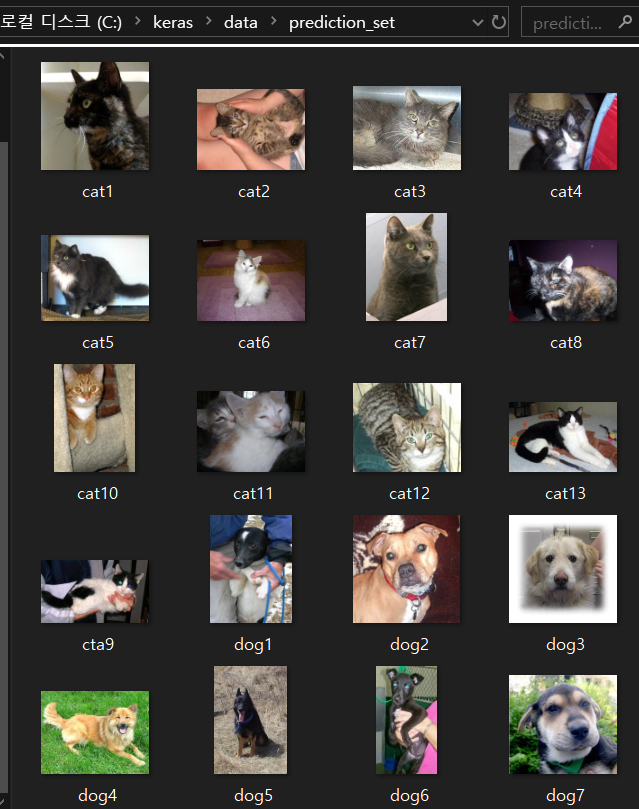 로컬 디스크 (C:) > keras > data > prediction_set
predicti...
cat1
cat2
cat3
cat4
cat5
cat6
cat7
cat8
cat10
cat11
cat12
cat13
cta9
dog1
dog2
dog3
dog4
dog5
dog6
dog7